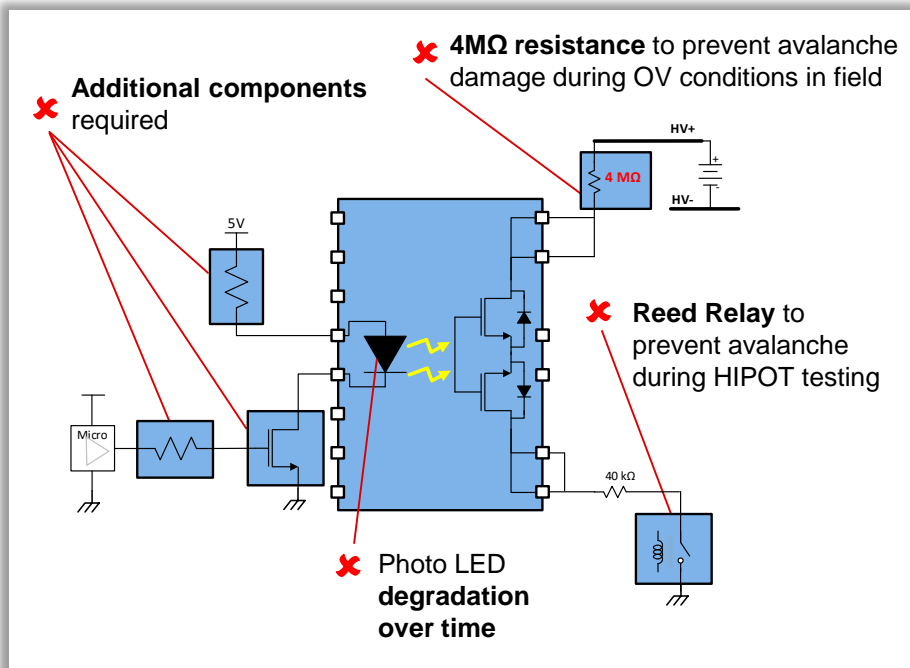 ✘ 4MΩ resistance to prevent avalanche
damage during OV conditions in field
✘ Additional components
required
HV+
4 MΩ
+
-
HV-
5V
✘ Reed Relay to
prevent avalanche
during HIPOT testing
Micro
40 kΩ
✘ Photo LED
degradation
over time